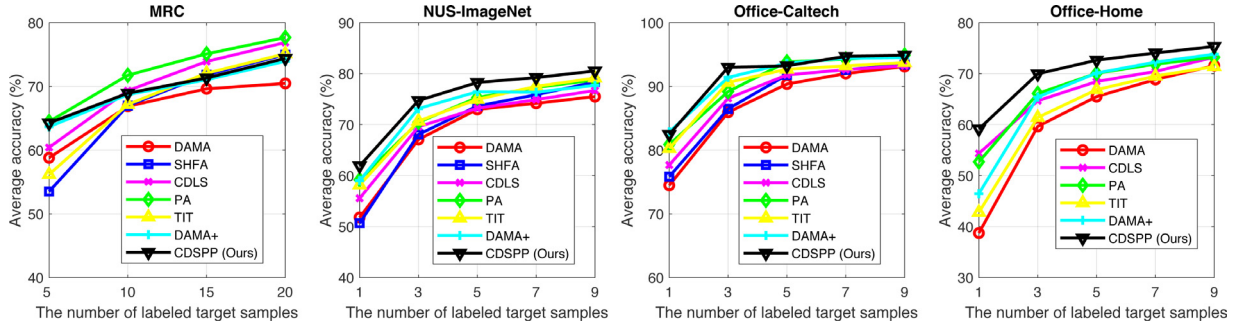 MRC
Average accuracy (%)
80
70
60
50
40
5
10
15
20
The number of labeled target samples
DAMA
SHFA
CDLS
PA
TIT
DAMA+
CDSPP (Ours)
NUS-ImageNet
Average accuracy (%)
90
80
70
60
50
40
1
3
5
7
9
The number of labeled target samples
DAMA
SHFA
CDLS
PA
TIT
DAMA+
CDSPP (Ours)
Office-Caltech
Average accuracy (%)
100
90
80
70
60
1
3
5
7
9
The number of labeled target samples
DAMA
SHFA
CDLS
PA
TIT
DAMA+
CDSPP (Ours)
Office-Home
Average accuracy (%)
80
70
60
50
40
30
1
3
5
7
9
The number of labeled target samples
DAMA
CDLS
PA
TIT
DAMA+
CDSPP (Ours)